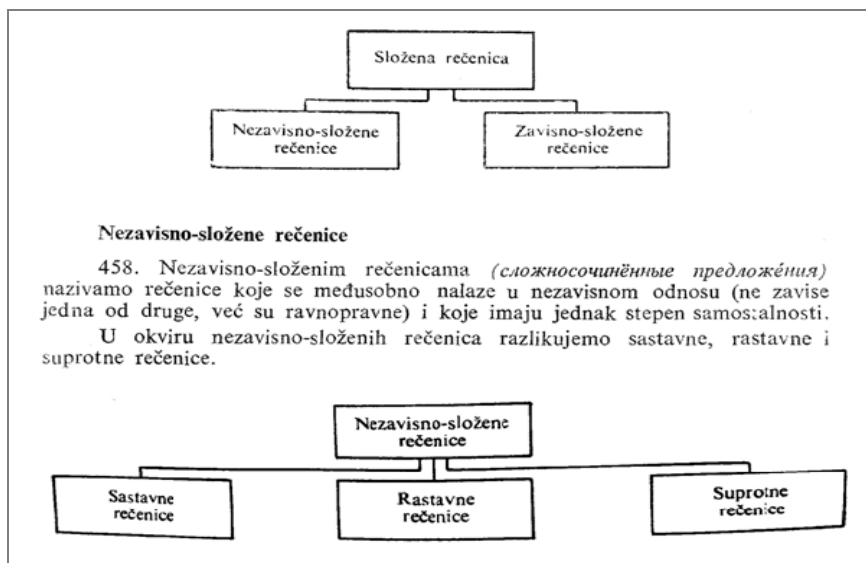 Složena rečenica
Nezavisno-složene
rečenice
Zavisno-složene
rečenice
Nezavisno-složene rečenice
458. Nezavisno-složenim rečenicama (сложносочинённые предложéния)
nazivamo rečenice koje se međusobno nalaze u nezavisnom odnosu (ne zavise
jedna od druge, već su ravnopravne) i koje imaju jednak stepen samostalnosti.
U okviru nezavisno-složenih rečenica razlikujemo sastavne, rastavne i
suprotne rečenice.
Nezavisno-složene
rečenice
Sastavne
rečenice
Rastavne
rečenice
Suprotne
rečenice